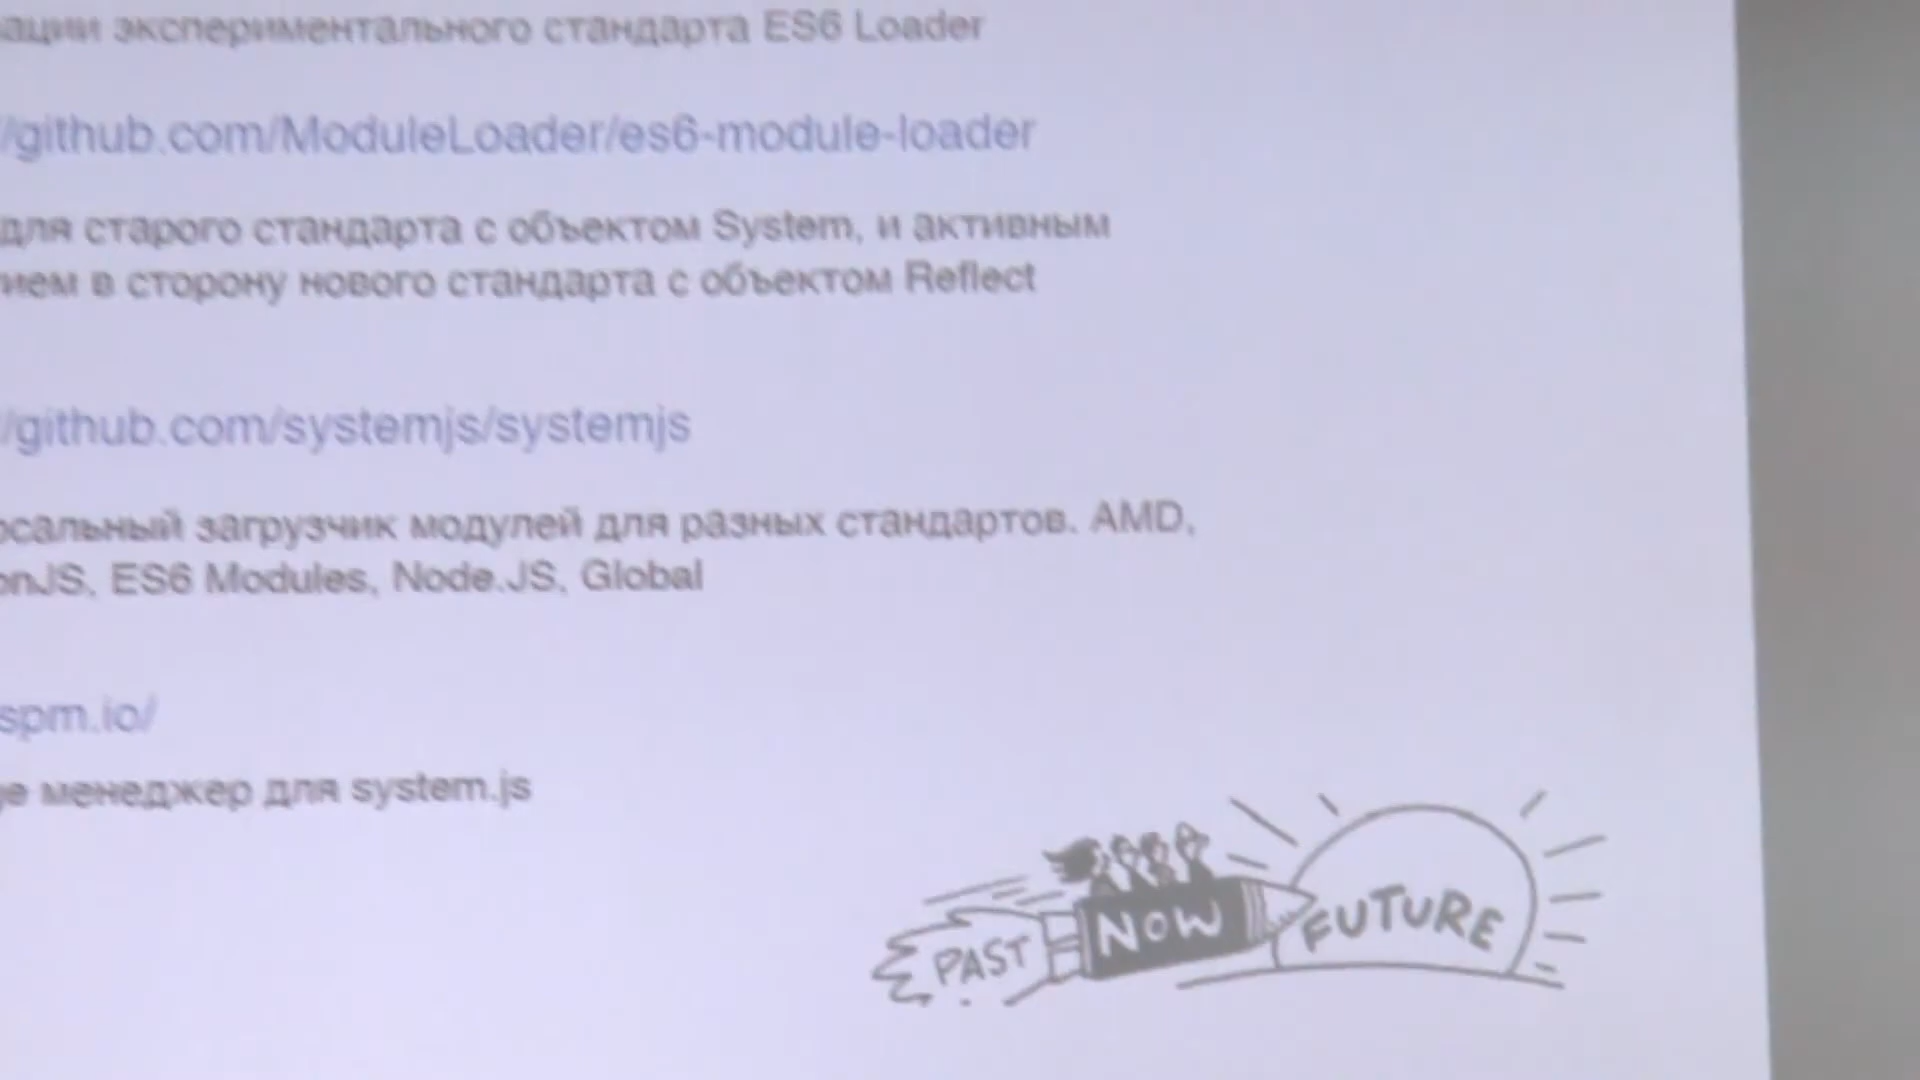 ации экспериментального стандарта ES6 Loader
/github.com/ModuleLoader/es6-module-loader
для старого стандарта с объектом System, и активным
ием в сторону нового стандарта с объектом Reflect
/github.com/systemjs/systemjs
рсальный загрузчик модулей для разных стандартов. AMD,
onJS, ES6 Modules, Node.JS, Global
spm.io/
ge менеджер для system.js
PAST NOW FUTURE